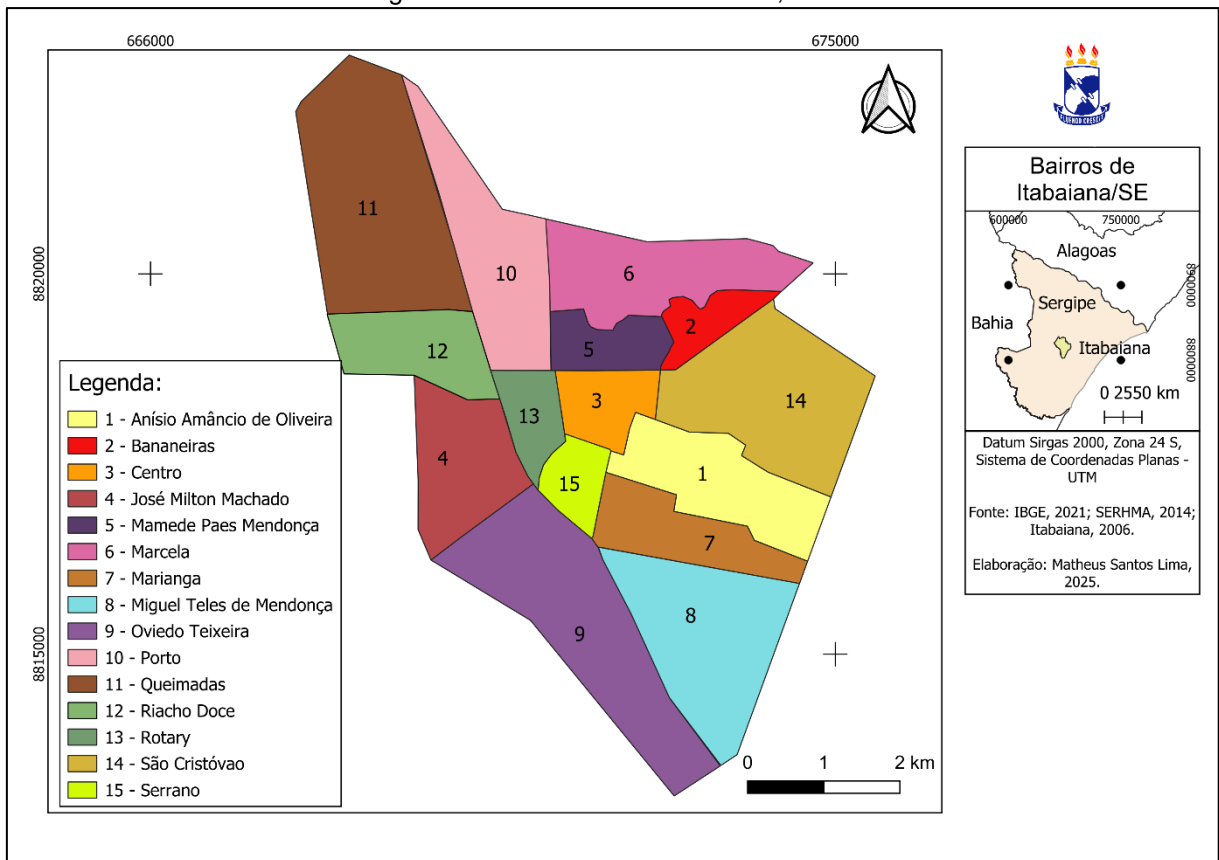 666000
675000
8820000
8815000
11
10
6
2
5
12
3
13
14
4
1
15
7
8
9
Legenda:
1 - Anísio Amâncio de Oliveira
2 - Bananeiras
3 - Centro
4 - José Milton Machado
5 - Mamede Paes Mendonça
6 - Marcela
7 - Marianga
8 - Miguel Teles de Mendonça
9 - Oviedo Teixeira
10 - Porto
11 - Queimadas
12 - Riacho Doce
13 - Rotary
14 - São Cristóvao
15 - Serrano
0 1 2 km
Bairros de
Itabaiana/SE
600000 750000
Alagoas
Sergipe
Bahia
Itabaiana
8900000
8800000
0 2550 km
Datum Sirgas 2000, Zona 24 S,
Sistema de Coordenadas Planas -
UTM
Fonte: IBGE, 2021; SERHMA, 2014;
Itabaiana, 2006.
Elaboração: Matheus Santos Lima,
2025.